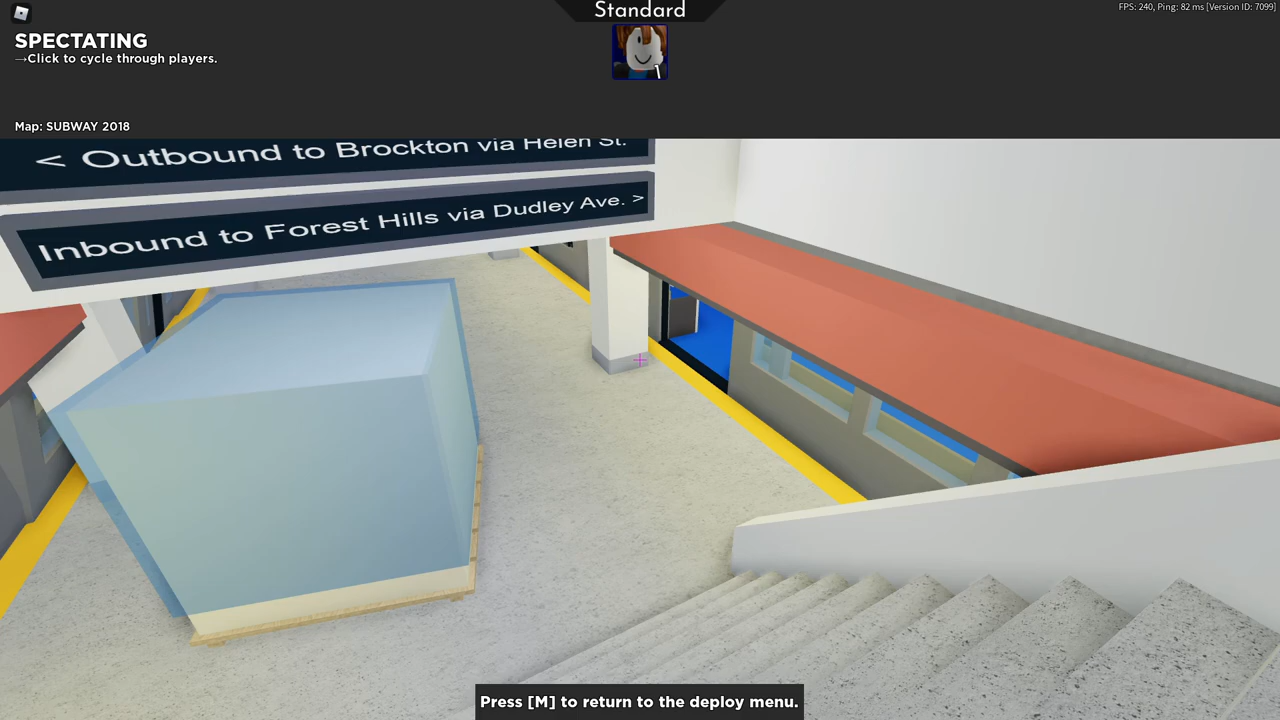 Standard
FPS: 240, Ping: 82 ms [Version ID: 7099]
SPECTATING
→Click to cycle through players.
Map: SUBWAY 2018
< Outbound to Brockton via Helen St.
Inbound to Forest Hills via Dudley Ave. >
Press [M] to return to the deploy menu.